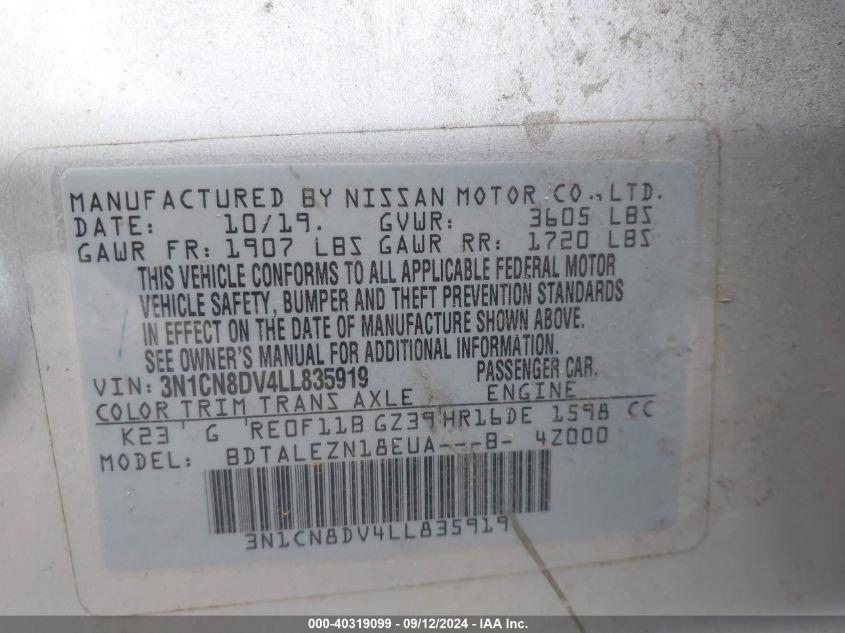 MANUFACTURED BY NISSAN MOTOR CO., LTD.
DATE: 10/19. GVWR: 3605 LBS
GAWR FR: 1907 LBS GAWR RR: 1720 LBS
THIS VEHICLE CONFORMS TO ALL APPLICABLE FEDERAL MOTOR
VEHICLE SAFETY, BUMPER AND THEFT PREVENTION STANDARDS
IN EFFECT ON THE DATE OF MANUFACTURE SHOWN ABOVE.
SEE OWNER'S MANUAL FOR ADDITIONAL INFORMATION.
VIN: 3N1CN8DV4LL835919 PASSENGER CAR.
COLOR TRIM TRANS AXLE ENGINE
K23 G RE0F11B GZ39 HR16DE 1598 CC
MODEL: BDTALEZN18EUA---B- 4Z000
3N1CN8DV4LL835919
000-40319099 - 09/12/2024 - IAA Inc.